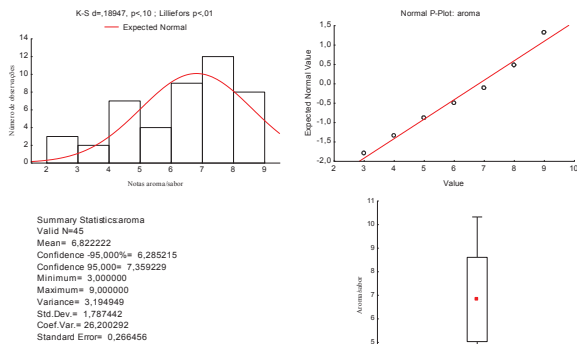 K-S d=,18947, p<,10 ; Lilliefors p<,01
Expected Normal
14
12
10
8
6
4
2
0
2 3 4 5 6 7 8 9
Número de observações
Notas aroma/sabor
Normal P-Plot: aroma
1,5
1,0
0,5
0,0
-0,5
-1,0
-1,5
-2,0
2 3 4 5 6 7 8 9 10
Expected Normal Value
Value
Summary Statistics:aroma
Valid N=45
Mean= 6,822222
Confidence -95,000%= 6,285215
Confidence 95,000= 7,359229
Minimum= 3,000000
Maximum= 9,000000
Variance= 3,194949
Std.Dev.= 1,787442
Coef.Var.= 26,200292
Standard Error= 0,266456
11
10
9
8
7
6
5
Aroma/sabor